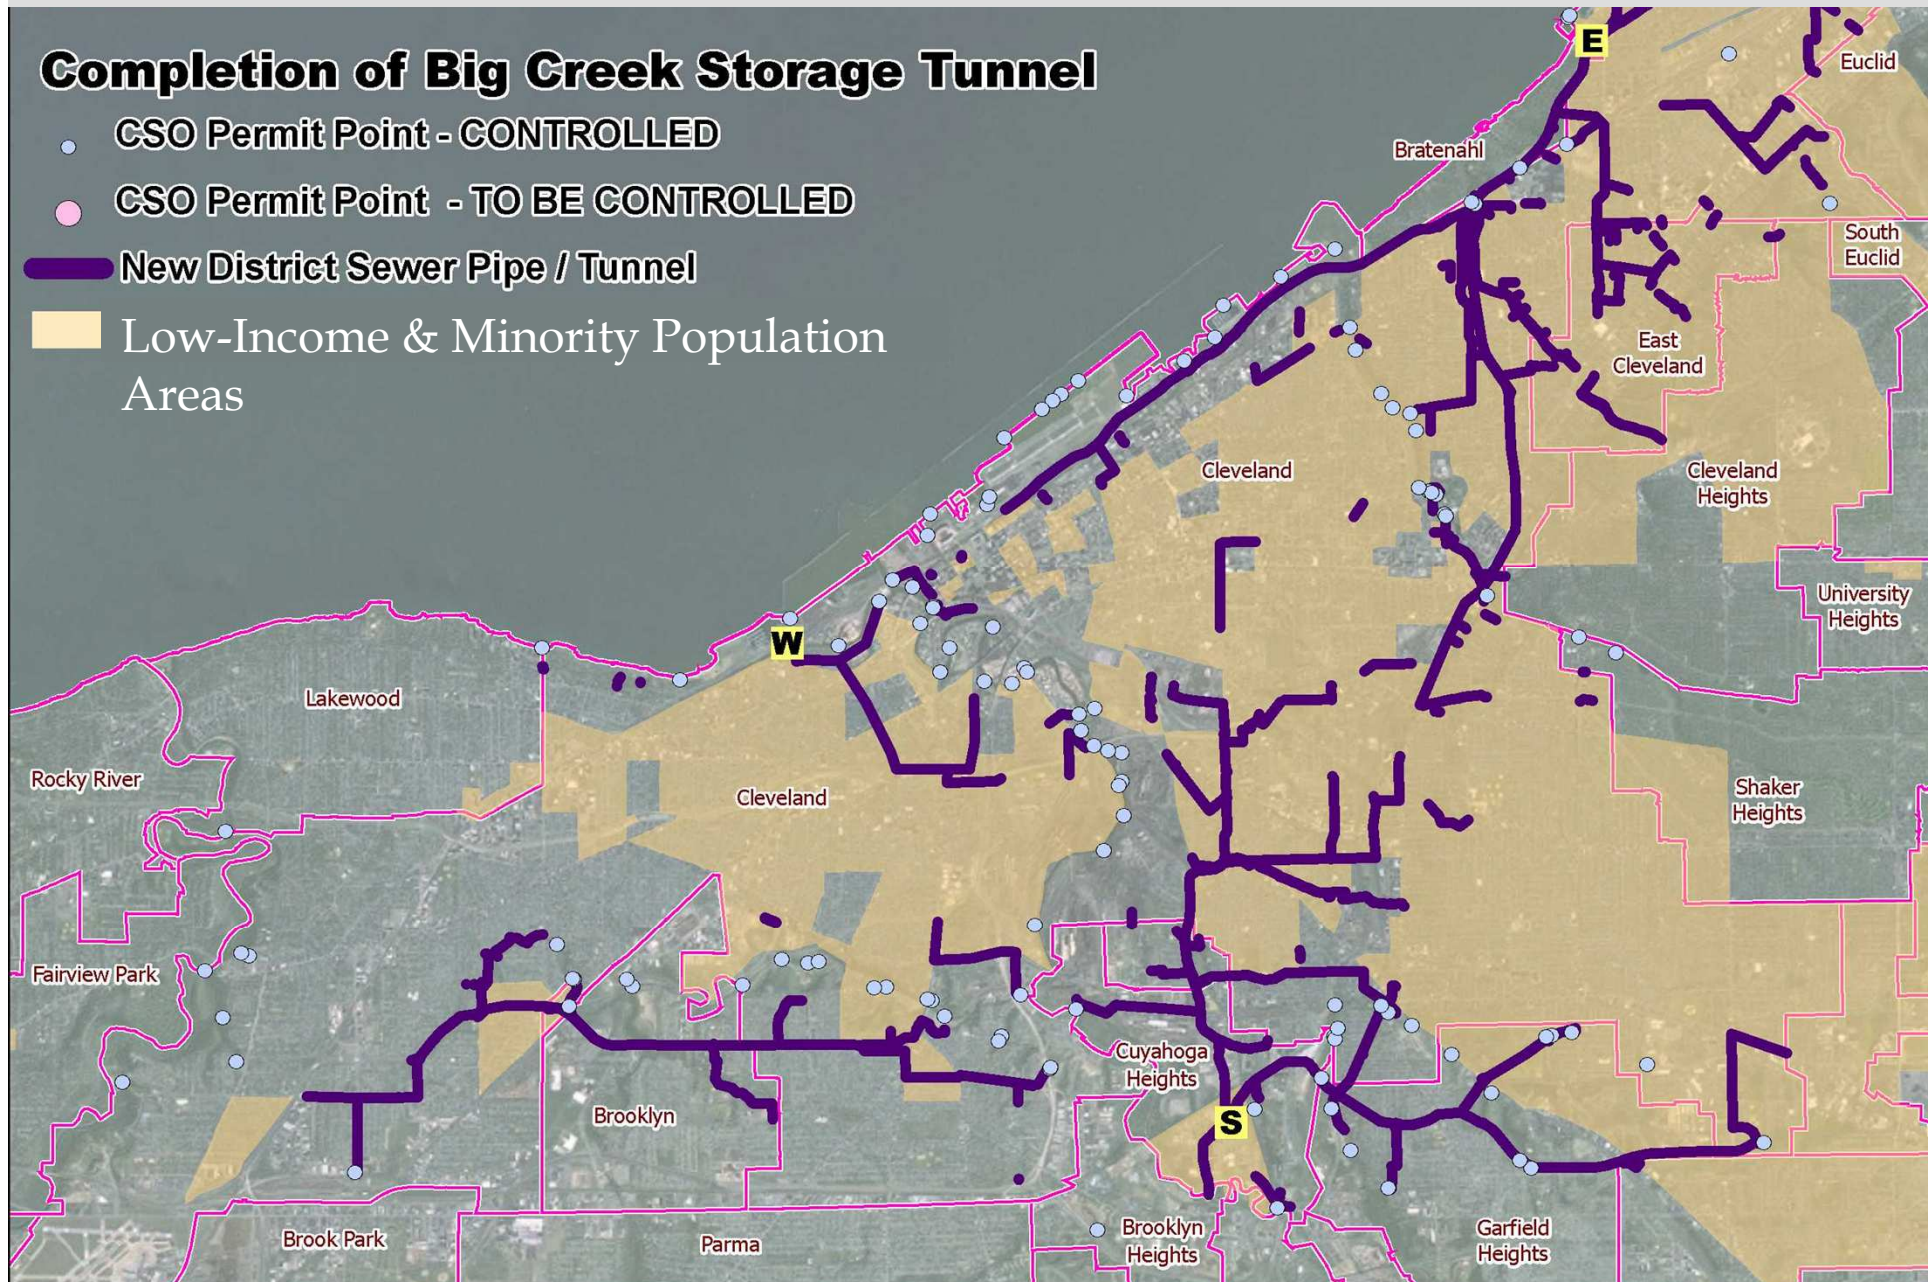 Completion of Big Creek Storage Tunnel
CSO Permit Point - CONTROLLED
CSO Permit Point - TO BE CONTROLLED
New District Sewer Pipe / Tunnel
Low-Income & Minority Population
Areas
E
Euclid
Bratenahl
South
Euclid
East
Cleveland
Cleveland
Cleveland
Heights
University
Heights
W
Lakewood
Rocky River
Cleveland
Shaker
Heights
Fairview Park
Cuyahoga
Heights
Brooklyn
S
Brook Park
Parma
Brooklyn
Heights
Garfield
Heights